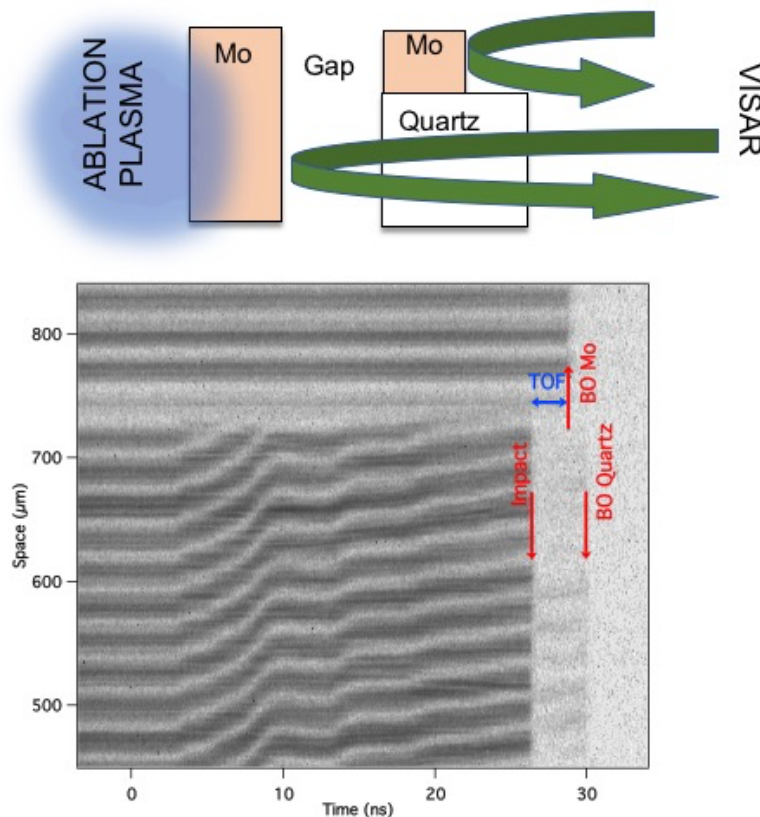 ABLATION
PLASMA
Mo
Gap
Mo
Quartz
VISAR
800
700
600
500
Space (µm)
TOF
BO Mo
Impact
BO Quartz
0
10
20
30
Time (ns)